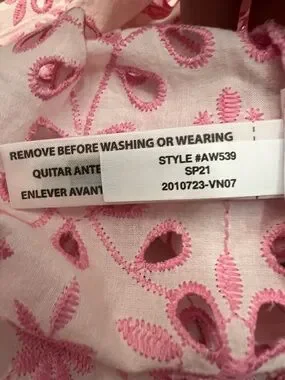 REMOVE BEFORE WASHING OR WEARING
QUITAR ANTE
ENLEVER AVANT
STYLE #AW539
SP21
2010723-VN07